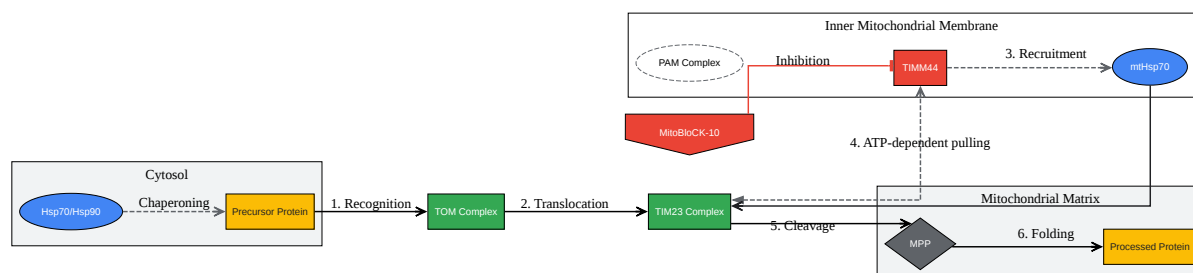 Inner Mitochondrial Membrane
PAM Complex
Inhibition
TIMM44
3. Recruitment
mtHsp70
MitoBloCK-10
4. ATP-dependent pulling
Cytosol
Hsp70/Hsp90
Chaperoning
Precursor Protein
1. Recognition
TOM Complex
2. Translocation
TIM23 Complex
5. Cleavage
Mitochondrial Matrix
MPP
6. Folding
Processed Protein